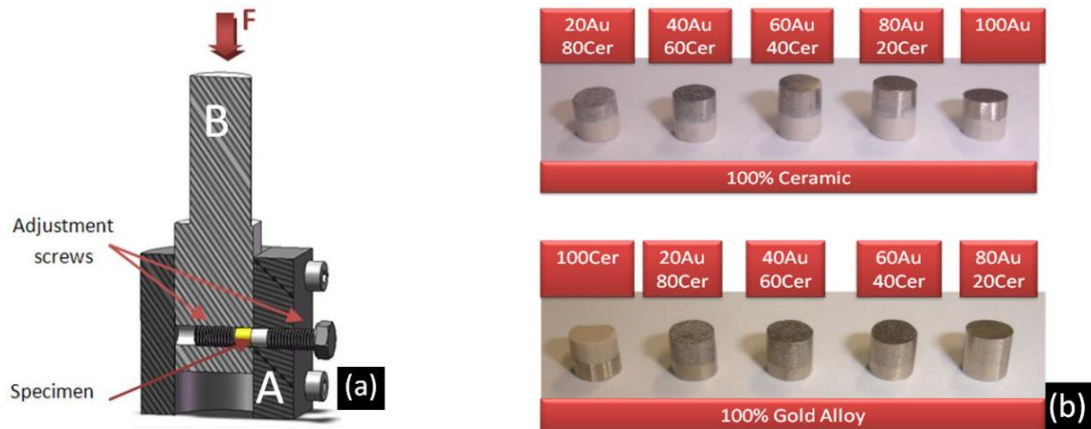 F
B
Adjustment
screws
Specimen
A
(a)
20Au
80Cer
40Au
60Cer
60Au
40Cer
80Au
20Cer
100Au
100% Ceramic
100Cer
20Au
80Cer
40Au
60Cer
60Au
40Cer
80Au
20Cer
100% Gold Alloy
(b)